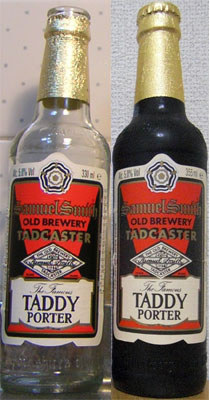 Alc 5.0% Vol 330 ml e
Samuel Smith
OLD BREWERY
TADCASTER
The Famous
TADDY
PORTER
Alc 5.0% Vol 355 ml e
Samuel Smith
OLD BREWERY
TADCASTER
The Famous
TADDY
PORTER